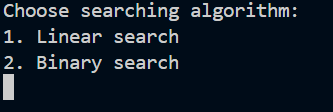 Choose searching algorithm:
1. Linear search
2. Binary search